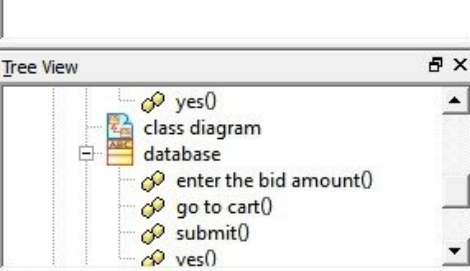 Tree View
yes()
class diagram
database
enter the bid amount()
go to cart()
submit()
yes()